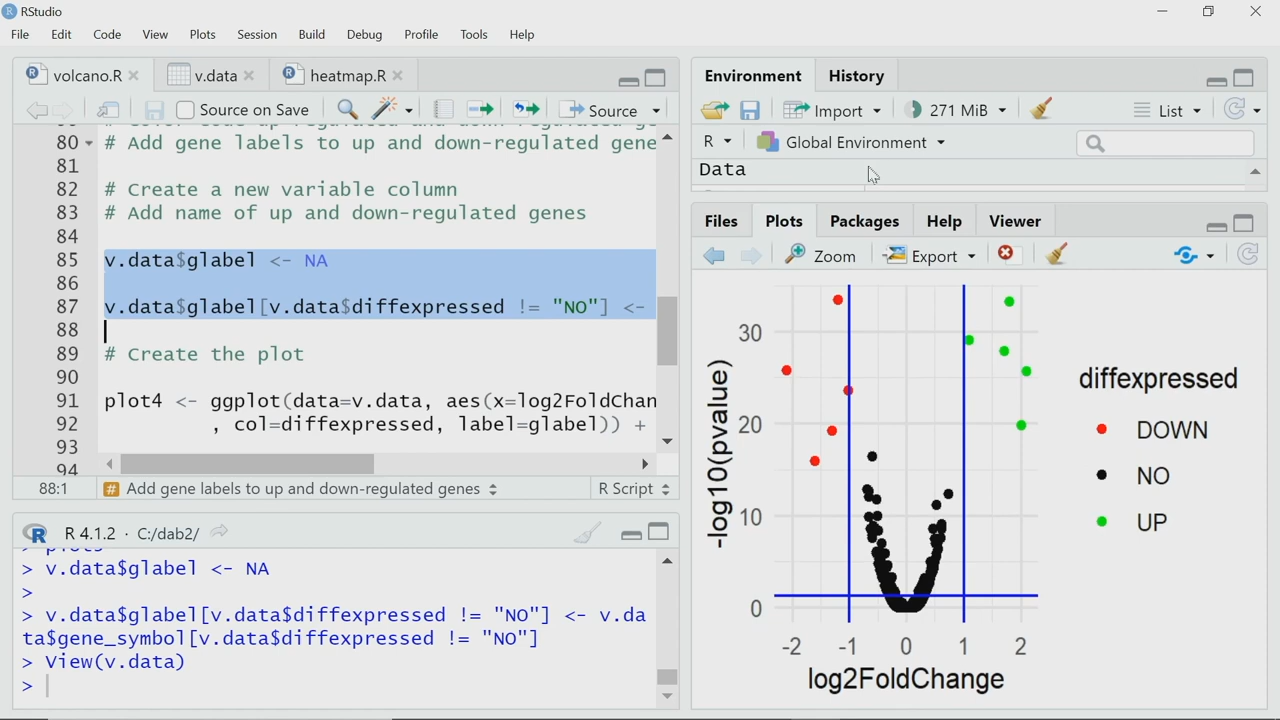 RStudio
File Edit Code View Plots Session Build Debug Profile Tools Help
volcano.R v.data heatmap.R
Source on Save Source
80 # Add gene labels to up and down-regulated gene
81
82 # Create a new variable column
83 # Add name of up and down-regulated genes
84
85 v.data$glabel <- NA
86
87 v.data$glabel[v.data$diffexpressed != "NO"] <-
88
89 # Create the plot
90
91 plot4 <- ggplot(data=v.data, aes(x=log2FoldChan
92 , col=diffexpressed, label=glabel)) +
93
94
88:1 # Add gene labels to up and down-regulated genes R Script
R R 4.1.2 · C:/dab2/
> v.data$glabel <- NA
>
> v.data$glabel[v.data$diffexpressed != "NO"] <- v.da
ta$gene_symbol[v.data$diffexpressed != "NO"]
> View(v.data)
>
Environment History
Import 271 MiB List
R Global Environment
Data
Files Plots Packages Help Viewer
Zoom Export
-log10(pvalue)
30
20
10
0
-2 -1 0 1 2
log2FoldChange
diffexpressed
DOWN
NO
UP